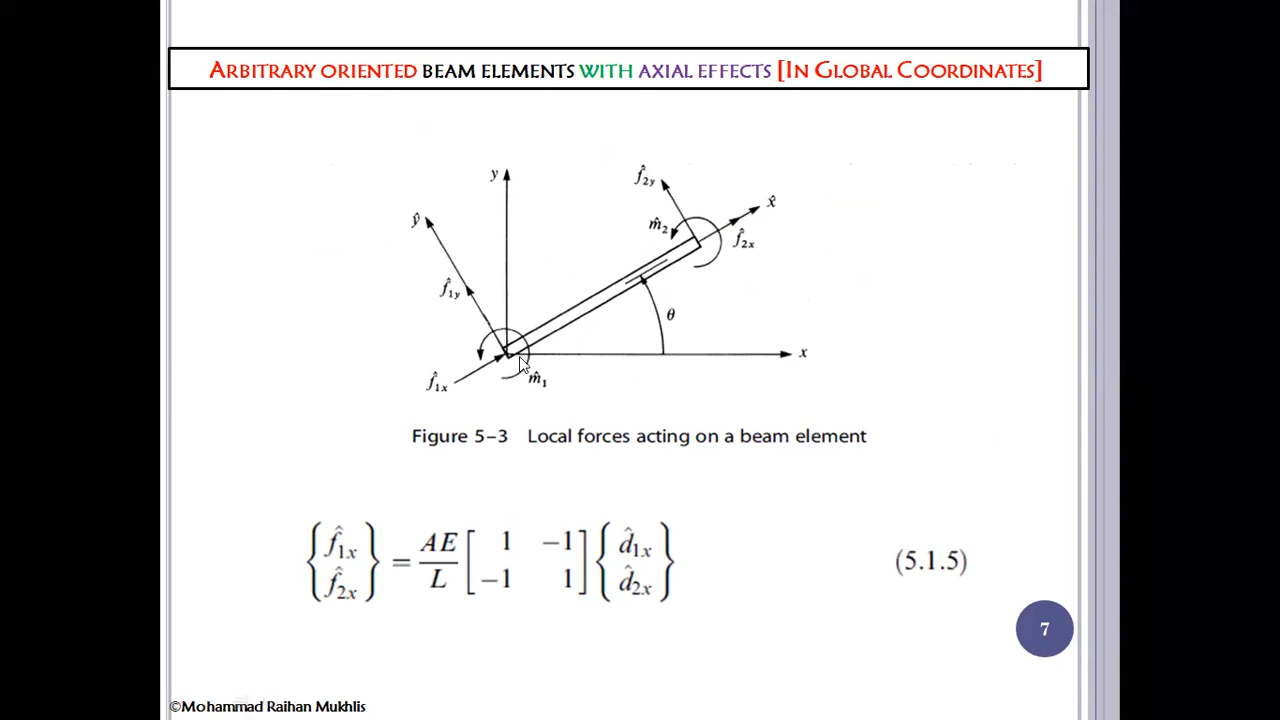 ARBITRARY ORIENTED BEAM ELEMENTS WITH AXIAL EFFECTS [IN GLOBAL COORDINATES]
y
f̂2y
x̂
ŷ
m̂2
f̂2x
f̂1y
θ
x
f̂1x
m̂1
Figure 5–3 Local forces acting on a beam element
{f̂1x f̂2x} = AE/L [1 −1 −1 1] {d̂1x d̂2x} (5.1.5)
7
©Mohammad Raihan Mukhlis